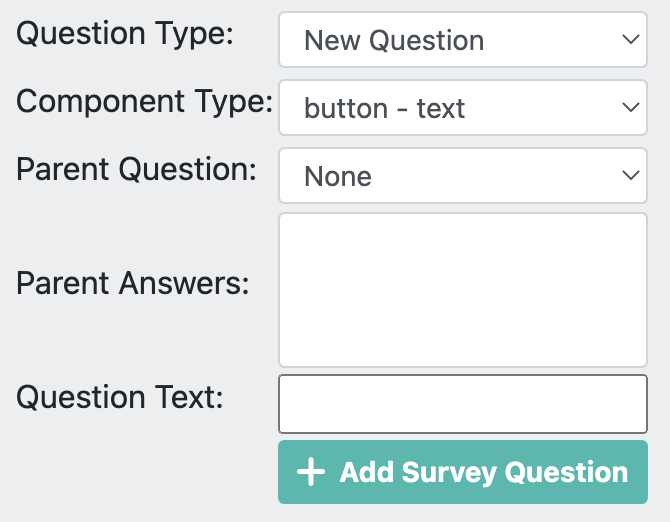 Question Type: New Question
Component Type: button - text
Parent Question: None
Parent Answers:
Question Text:
Add Survey Question